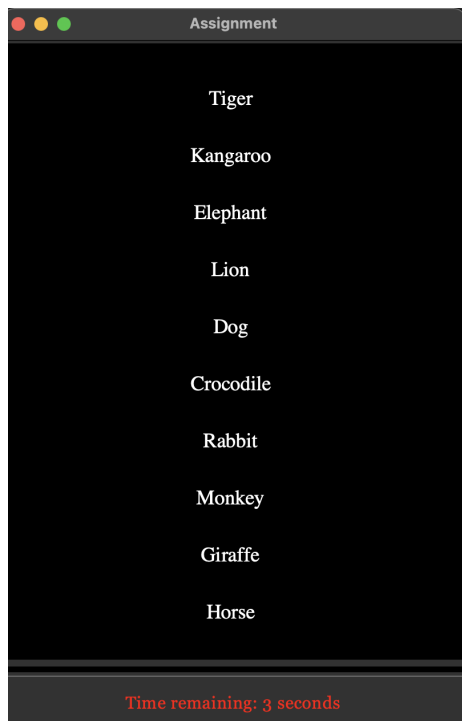 Assignment
Tiger
Kangaroo
Elephant
Lion
Dog
Crocodile
Rabbit
Monkey
Giraffe
Horse
Time remaining: 3 seconds